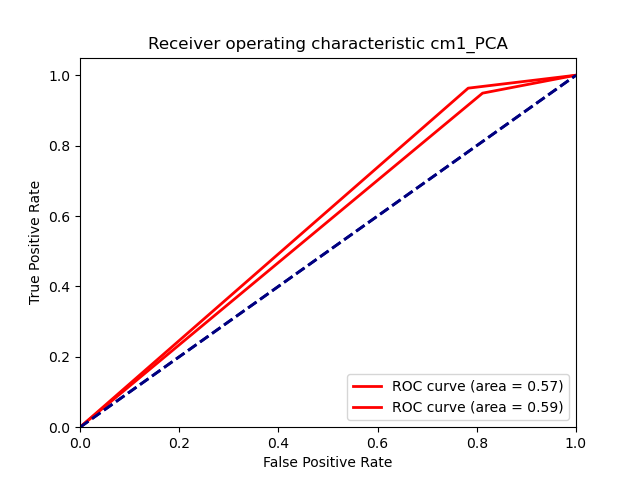 Receiver operating characteristic cm1_PCA
True Positive Rate
1.0
0.8
0.6
0.4
0.2
0.0
ROC curve (area = 0.57)
ROC curve (area = 0.59)
0.0 0.2 0.4 0.6 0.8 1.0
False Positive Rate